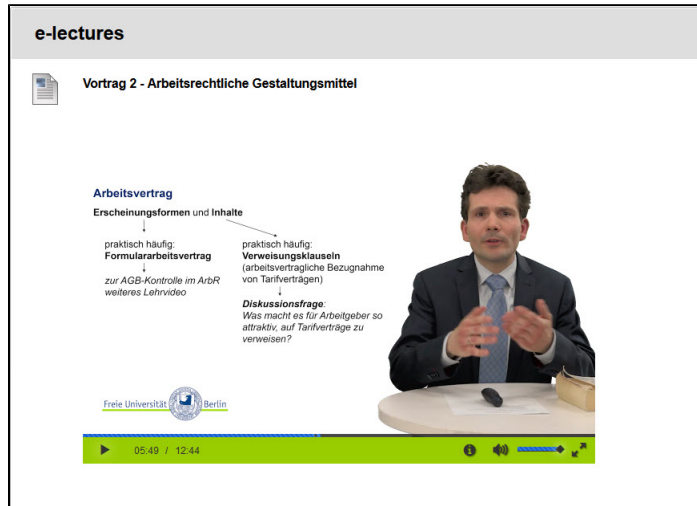 e-lectures
Vortrag 2 - Arbeitsrechtliche Gestaltungsmittel
Arbeitsvertrag
Erscheinungsformen und Inhalte
praktisch häufig:
Formulararbeitsvertrag
zur AGB-Kontrolle im ArbR
weiteres Lehrvideo
praktisch häufig:
Verweisungsklauseln
(arbeitsvertragliche Bezugnahme
von Tarifverträgen)
Diskussionsfrage:
Was macht es für Arbeitgeber so
attraktiv, auf Tarifverträge zu
verweisen?
Freie Universität Berlin
05:49 / 12:44